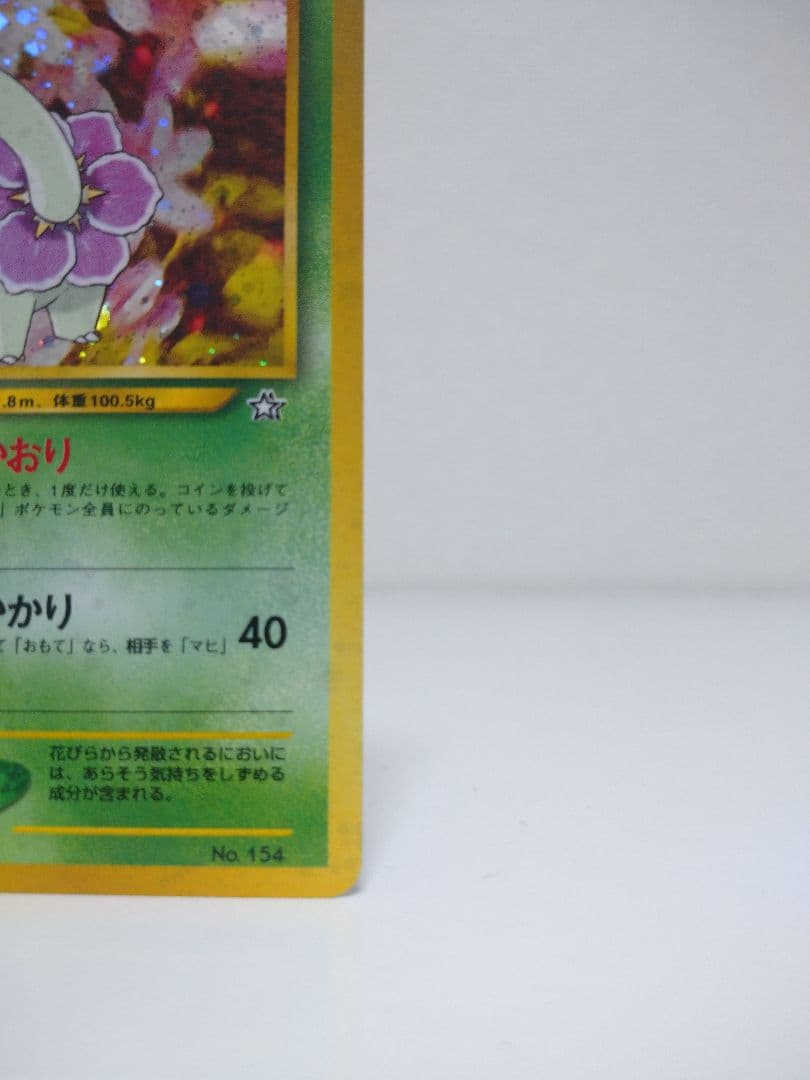 .8m、体重100.5kg
かおり
とき、1度だけ使える。コインを投げて
」ポケモン全員にのっているダメージ
かかり
て「おもて」なら、相手を「マヒ」
40
花びらから発散されるにおいに
は、あらそう気持ちをしずめる
成分が含まれる。
No. 154